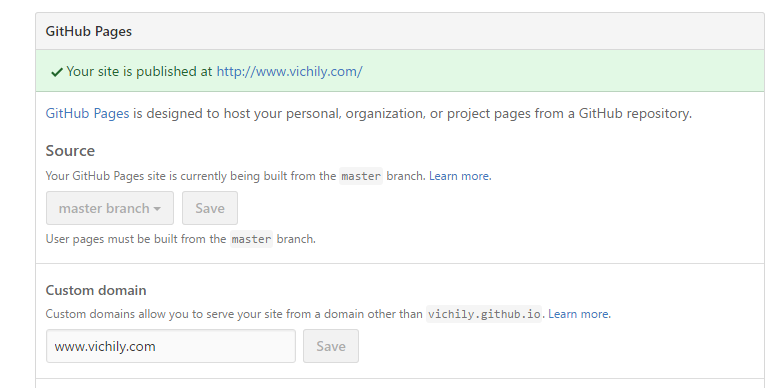 GitHub Pages
Your site is published at http://www.vichily.com/
GitHub Pages is designed to host your personal, organization, or project pages from a GitHub repository.
Source
Your GitHub Pages site is currently being built from the master branch. Learn more.
master branch Save
User pages must be built from the master branch.
Custom domain
Custom domains allow you to serve your site from a domain other than vichily.github.io. Learn more.
www.vichily.com Save